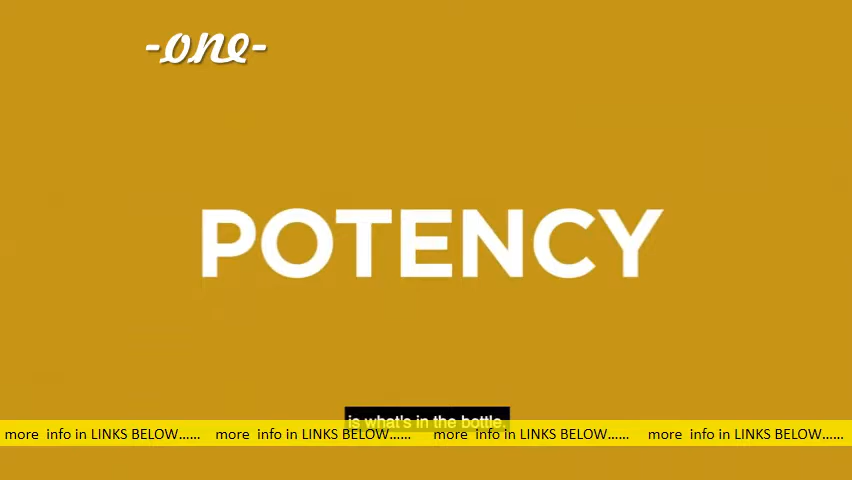 -one-
POTENCY
is what's in the bottle.
more info in LINKS BELOW...... more info in LINKS BELOW...... more info in LINKS BELOW...... more info in LINKS BELOW......